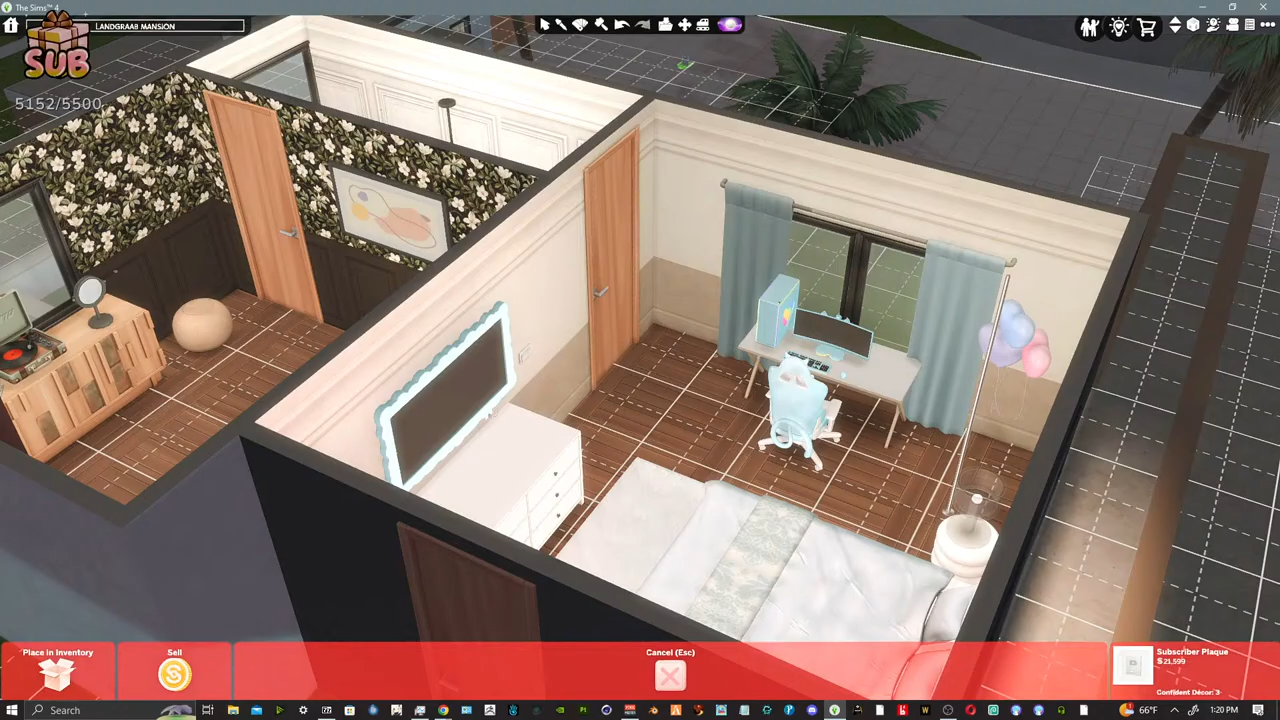 The Sims™ 4
LANDGRAAB MANSION
SUB
5152/5500
Place in Inventory
Sell
Cancel (Esc)
Subscriber Plaque
§21,599
Confident Décor: 3
Search
66°F
1:20 PM